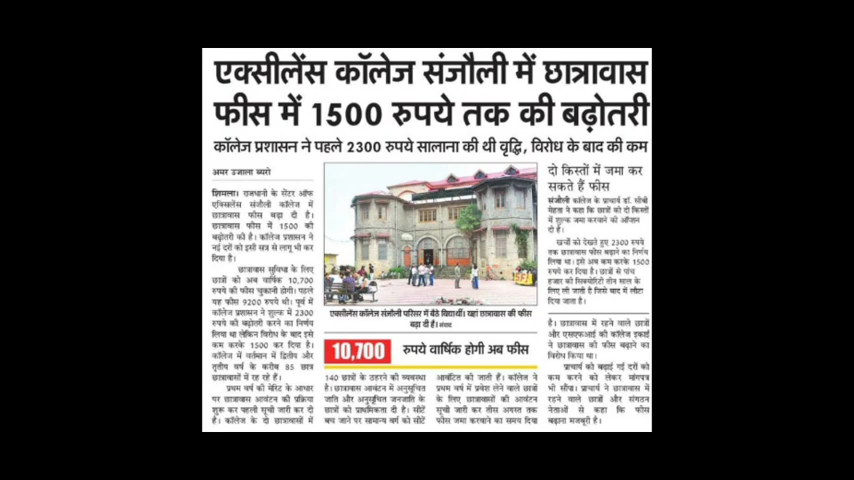 एक्सीलेंस कॉलेज संजौली में छात्रावास
फीस में 1500 रुपये तक की बढ़ोतरी
कॉलेज प्रशासन ने पहले 2300 रुपये सालाना की थी वृद्धि, विरोध के बाद की कम
अमर उजाला ब्यूरो
शिमला। राजधानी के सेंटर ऑफ
एक्सिलेंस संजौली कॉलेज में
छात्रावास फीस बढ़ा दी है।
छात्रावास फीस में 1500 की
बढ़ोतरी की है। कॉलेज प्रशासन ने
नई दरों को इसी सत्र से लागू भी कर
दिया है।
छात्रावास सुविधा के लिए
छात्रों को अब वार्षिक 10,700
रुपये की फीस चुकानी होगी। पहले
यह फीस 9200 रुपये थी। पूर्व में
कॉलेज प्रशासन ने शुल्क में 2300
रुपये की बढ़ोतरी करने का निर्णय
लिया था लेकिन विरोध के बाद इसे
कम करके 1500 कर दिया है।
कॉलेज में वर्तमान में द्वितीय और
तृतीय वर्ष के करीब 85 छात्र
छात्रावासों में रह रहे हैं।
प्रथम वर्ष की मेरिट के आधार
पर छात्रावास आवंटन की प्रक्रिया
शुरू कर पहली सूची जारी कर दी
है। कॉलेज के दो छात्रावासों में
एक्सीलेंस कॉलेज संजौली परिसर में बैठे विद्यार्थी। यहां छात्रावास की फीस
बढ़ा दी है। संवाद
10,700 रुपये वार्षिक होगी अब फीस
140 छात्रों के ठहरने की व्यवस्था
है। छात्रावास आवंटन में अनुसूचित
जाति और अनुसूचित जनजाति के
छात्रों को प्राथमिकता दी है। सीटें
बच जाने पर सामान्य वर्ग को सीटें
आवंटित की जाती हैं। कॉलेज ने
प्रथम वर्ष में प्रवेश लेने वाले छात्रों
के लिए छात्रावासों की आवंटन
सूची जारी कर तीस अगस्त तक
फीस जमा करवाने का समय दिया
दो किस्तों में जमा कर
सकते हैं फीस
संजौली कॉलेज के प्राचार्य डॉ.
मेहता ने कहा कि छात्रों को दो किस्तों
में शुल्क जमा करवाने की ऑप्शन
दी है।
खर्चों को देखते हुए 2300 रुपये
तक छात्रावास फीस बढ़ाने का निर्णय
लिया था। इसे अब कम करके 1500
रुपये कर दिया है। छात्रों से पांच
हजार की सिक्योरिटी तीन साल के
लिए ली जाती है जिसे बाद में लौटा
दिया जाता है।
है। छात्रावास में रहने वाले छात्रों
और एसएफआई की कॉलेज इकाई
ने छात्रावास की फीस बढ़ाने का
विरोध किया था।
प्राचार्य को बढ़ाई गई दरों को
कम करने को लेकर मांगपत्र
भी सौंपा। प्राचार्य ने छात्रावास में
रहने वाले छात्रों और संगठन
नेताओं से कहा कि फीस
बढ़ाना मजबूरी है।